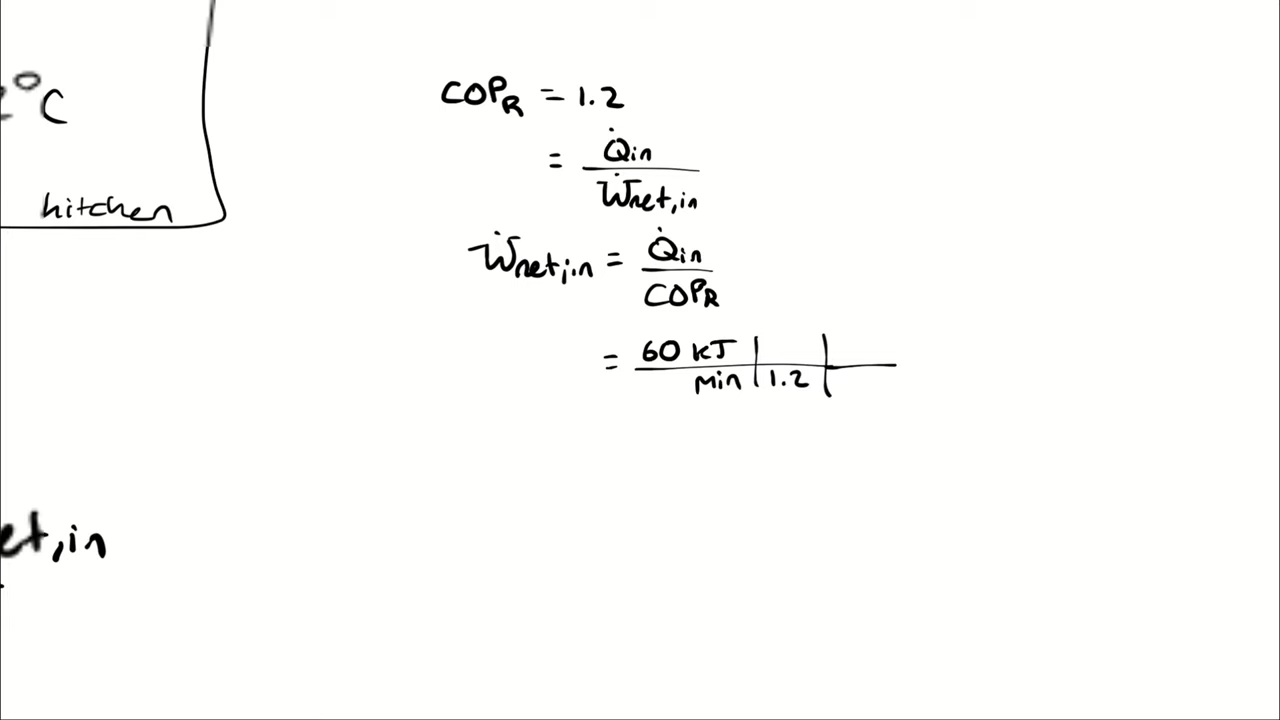 °C
kitchen
COP_R = 1.2
= Q̇in / Ẇnet,in
Ẇnet,in = Q̇in / COP_R
= 60 kJ / min | 1.2 |
et,in